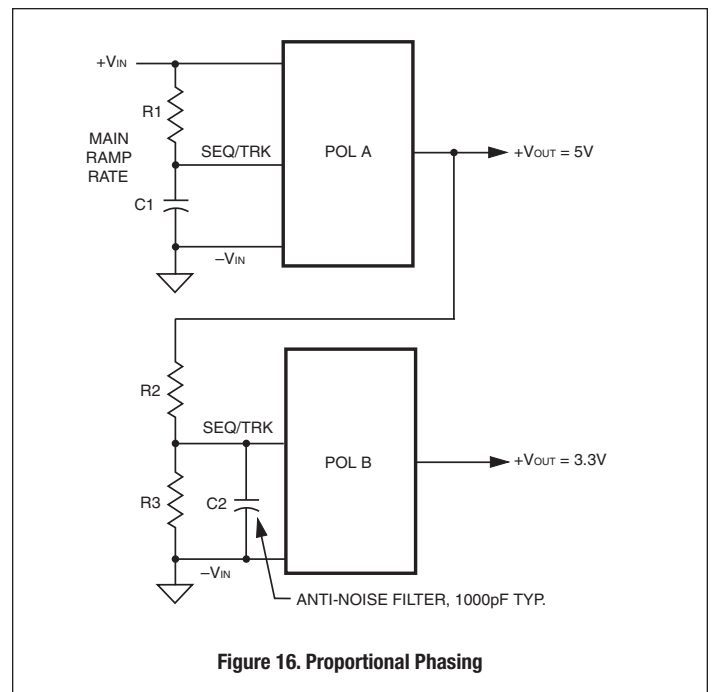 +VIN
R1
MAIN
RAMP
RATE
SEQ/TRK
POL A
+VOUT = 5V
C1
–VIN
R2
SEQ/TRK
POL B
+VOUT = 3.3V
R3
C2
–VIN
ANTI-NOISE FILTER, 1000pF TYP.
Figure 16. Proportional Phasing